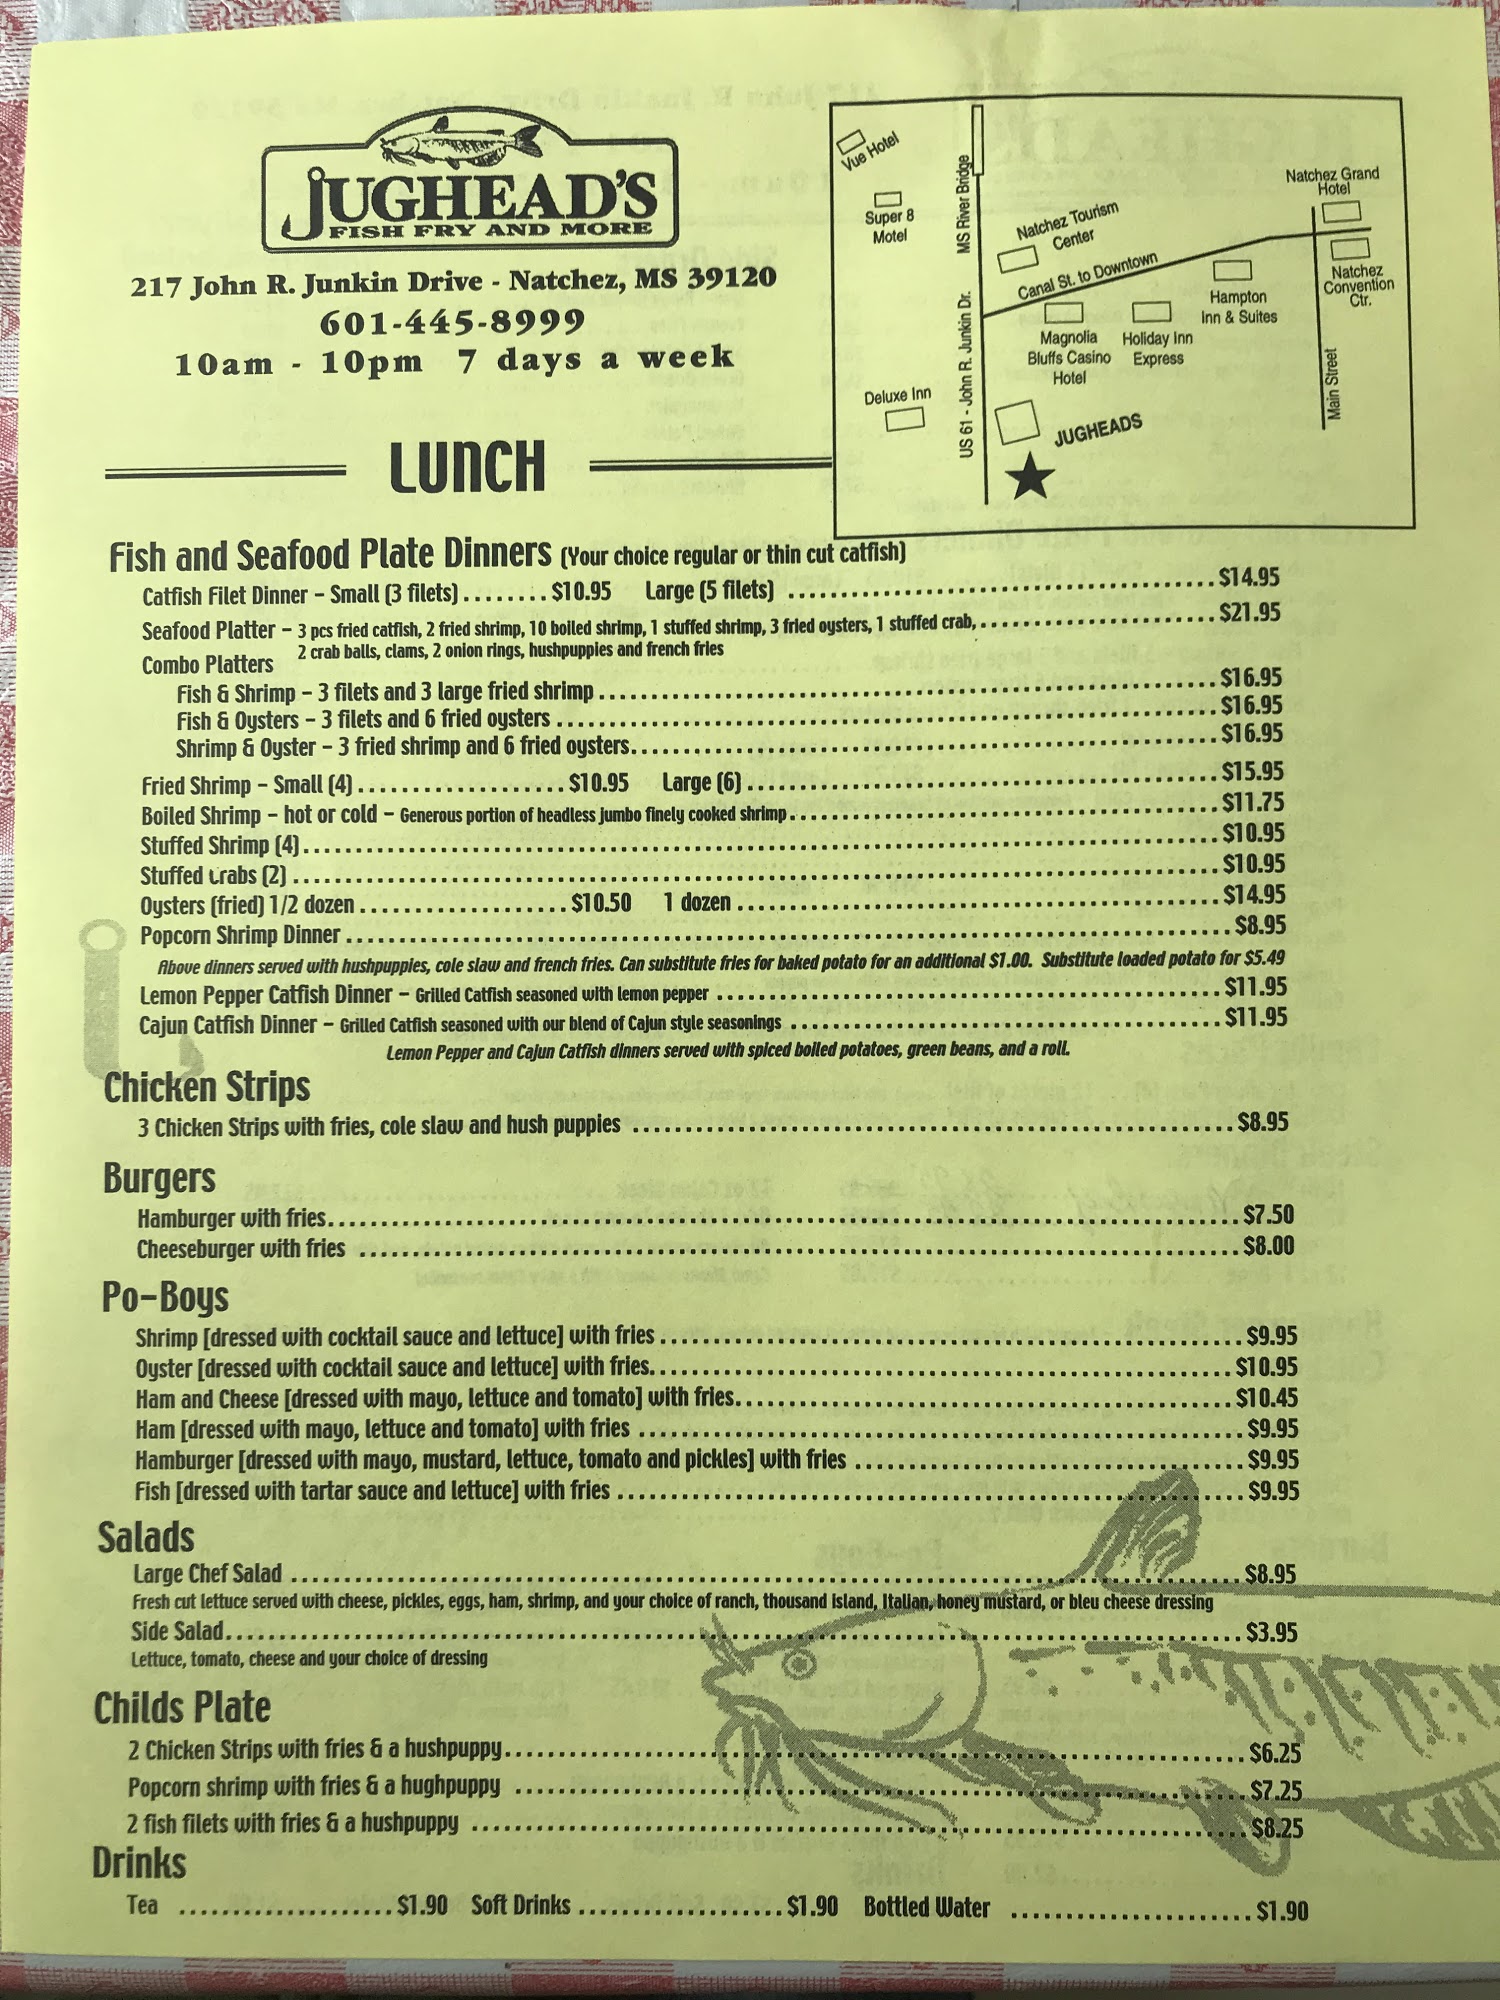 JUGHEAD'S
FISH FRY AND MORE
217 John R. Junkin Drive - Natchez, MS 39120
601-445-8999
10am - 10pm 7 days a week
Vue Hotel
Super 8
Motel
MS River Bridge
Natchez Tourism
Center
Canal St. to Downtown
Natchez Grand
Hotel
Natchez
Convention
Ctr.
Hampton
Inn & Suites
Magnolia
Bluffs Casino
Hotel
Holiday Inn
Express
Deluxe Inn
US 61 - John R. Junkin Dr.
JUGHEADS
Main Street
LUNCH
Fish and Seafood Plate Dinners (Your choice regular or thin cut catfish)
Catfish Filet Dinner – Small (3 filets)........$10.95 Large (5 filets) ........$14.95
Seafood Platter – 3 pcs fried catfish, 2 fried shrimp, 10 boiled shrimp, 1 stuffed shrimp, 3 fried oysters, 1 stuffed crab,........$21.95
2 crab balls, clams, 2 onion rings, hushpuppies and french fries
Combo Platters
Fish & Shrimp – 3 filets and 3 large fried shrimp........$16.95
Fish & Oysters – 3 filets and 6 fried oysters ........$16.95
Shrimp & Oyster – 3 fried shrimp and 6 fried oysters........$16.95
Fried Shrimp – Small (4)........$10.95 Large (6)........$15.95
Boiled Shrimp – hot or cold – Generous portion of headless jumbo finely cooked shrimp........$11.75
Stuffed Shrimp (4)........$10.95
Stuffed Crabs (2)........$10.95
Oysters (fried) 1/2 dozen........$10.50 1 dozen........$14.95
Popcorn Shrimp Dinner........$8.95
Above dinners served with hushpuppies, cole slaw and french fries. Can substitute fries for baked potato for an additional $1.00. Substitute loaded potato for $5.49
Lemon Pepper Catfish Dinner – Grilled Catfish seasoned with lemon pepper ........$11.95
Cajun Catfish Dinner – Grilled Catfish seasoned with our blend of Cajun style seasonings ........$11.95
Lemon Pepper and Cajun Catfish dinners served with spiced boiled potatoes, green beans, and a roll.
Chicken Strips
3 Chicken Strips with fries, cole slaw and hush puppies ........$8.95
Burgers
Hamburger with fries........$7.50
Cheeseburger with fries ........$8.00
Po-Boys
Shrimp [dressed with cocktail sauce and lettuce] with fries........$9.95
Oyster [dressed with cocktail sauce and lettuce] with fries........$10.95
Ham and Cheese [dressed with mayo, lettuce and tomato] with fries........$10.45
Ham [dressed with mayo, lettuce and tomato] with fries ........$9.95
Hamburger [dressed with mayo, mustard, lettuce, tomato and pickles] with fries ........$9.95
Fish [dressed with tartar sauce and lettuce] with fries ........$9.95
Salads
Large Chef Salad ........$8.95
Fresh cut lettuce served with cheese, pickles, eggs, ham, shrimp, and your choice of ranch, thousand island, Italian, honey mustard, or bleu cheese dressing
Side Salad........$3.95
Lettuce, tomato, cheese and your choice of dressing
Childs Plate
2 Chicken Strips with fries & a hushpuppy........$6.25
Popcorn shrimp with fries & a hughpuppy ........$7.25
2 fish filets with fries & a hushpuppy ........$8.25
Drinks
Tea ........$1.90 Soft Drinks........$1.90 Bottled Water ........$1.90